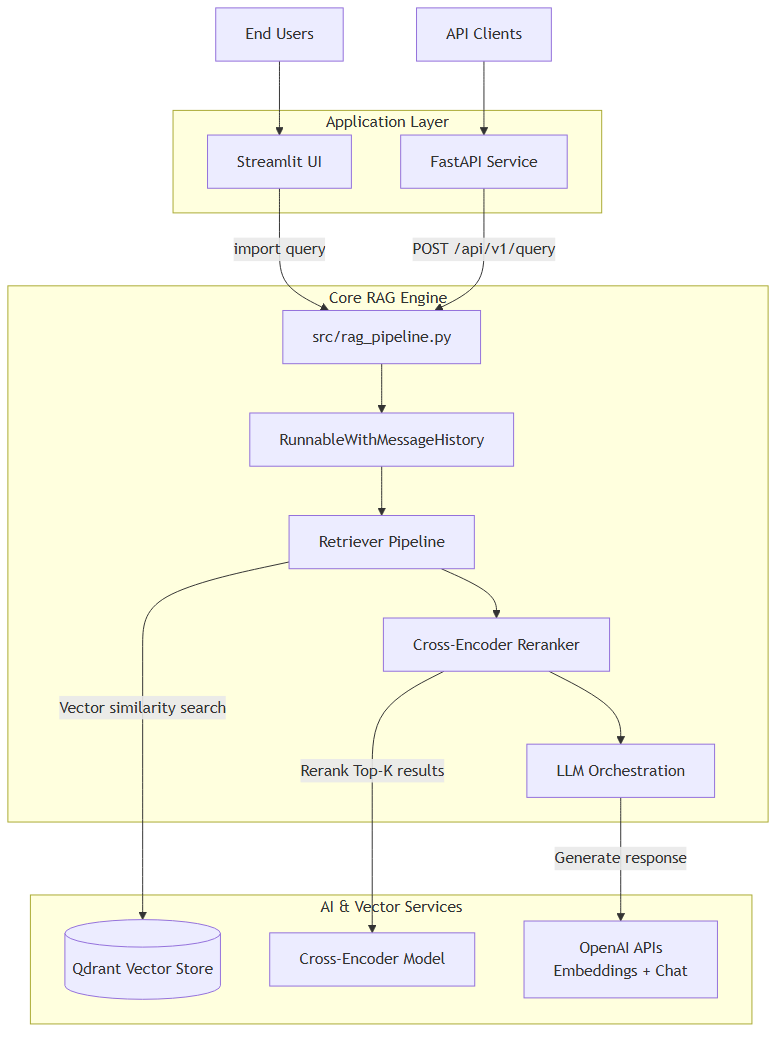 End Users
API Clients
Application Layer
Streamlit UI
FastAPI Service
import query
POST /api/v1/query
Core RAG Engine
src/rag_pipeline.py
RunnableWithMessageHistory
Retriever Pipeline
Cross-Encoder Reranker
Vector similarity search
Rerank Top-K results
LLM Orchestration
Generate response
AI & Vector Services
Qdrant Vector Store
Cross-Encoder Model
OpenAI APIs
Embeddings + Chat